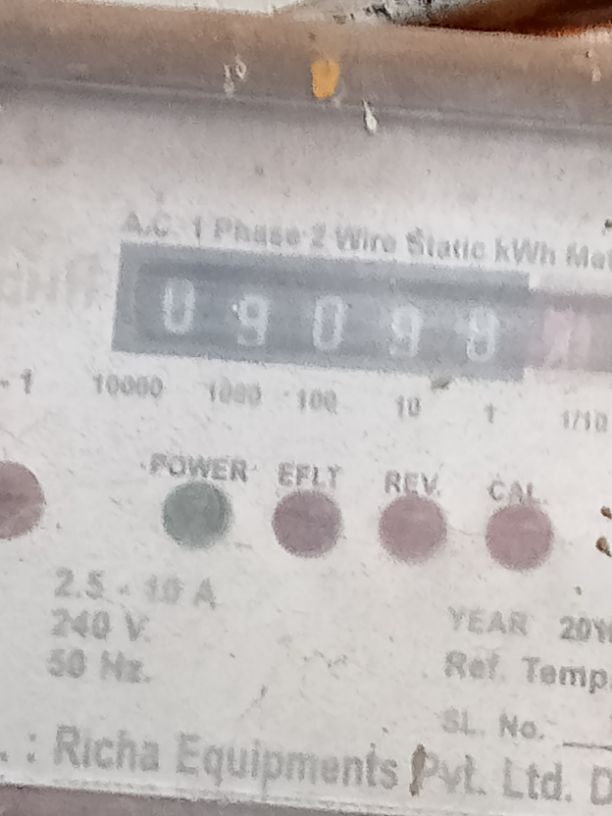 A.C. 1 Phase 2 Wire Static kWh
0 9 0 9
- 1 10000 1000 100 10 1 1/10
POWER EFLT REV. CAL.
2.5 - 10 A
240 V.
50 Hz.
YEAR
Ref. Temp.
SL. No.
: Richa Equipments Pvt. Ltd. D